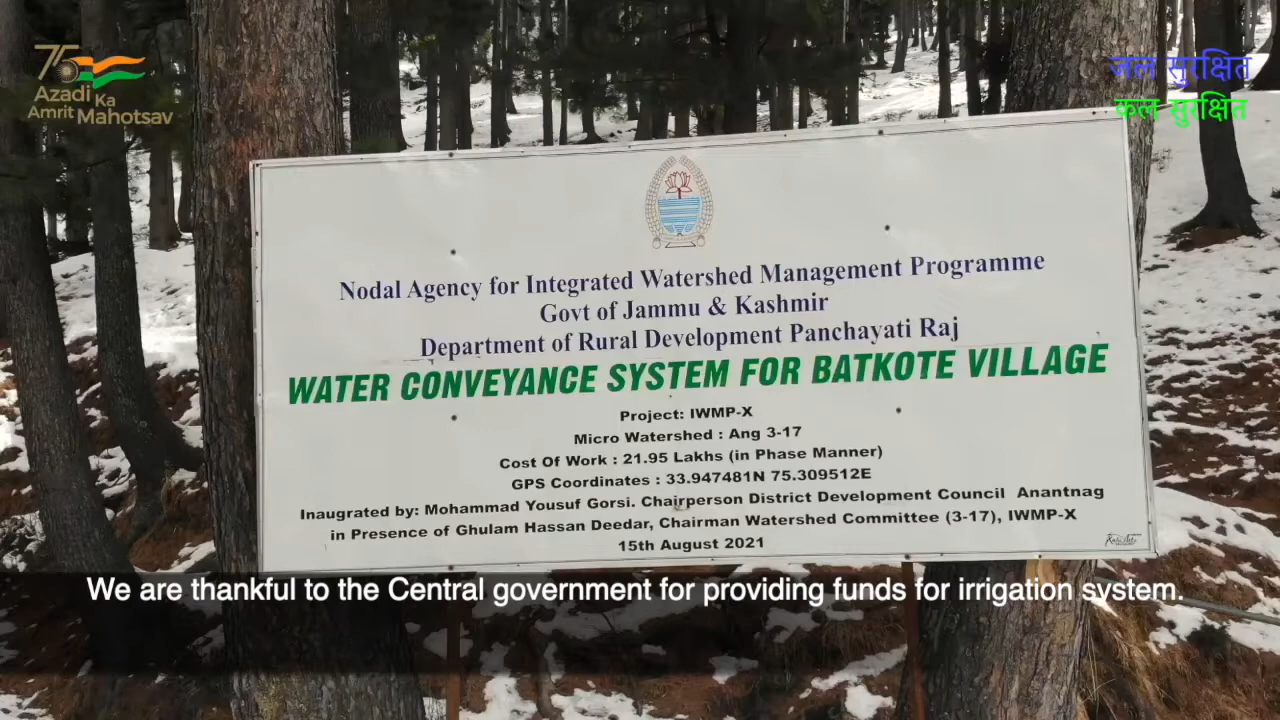 75
Azadi Ka
Amrit Mahotsav
जल सुरक्षित
कल सुरक्षित
Nodal Agency for Integrated Watershed Management Programme
Govt of Jammu & Kashmir
Department of Rural Development Panchayati Raj
WATER CONVEYANCE SYSTEM FOR BATKOTE VILLAGE
Project: IWMP-X
Micro Watershed : Ang 3-17
Cost Of Work : 21.95 Lakhs (in Phase Manner)
GPS Coordinates : 33.947481N 75.309512E
Inaugrated by: Mohammad Yousuf Gorsi. Chairperson District Development Council Anantnag
in Presence of Ghulam Hassan Deedar, Chairman Watershed Committee (3-17), IWMP-X
15th August 2021
We are thankful to the Central government for providing funds for irrigation system.